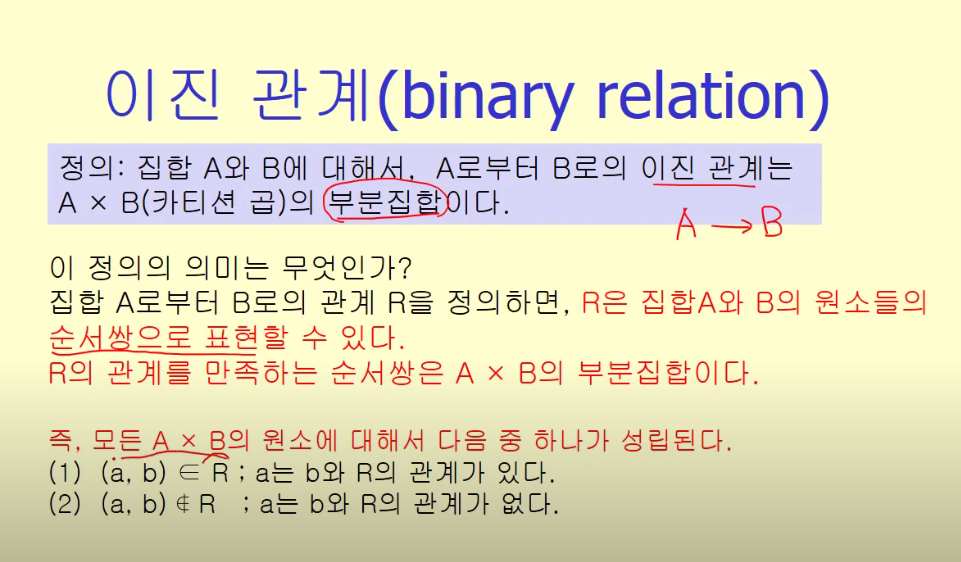 이진 관계(binary relation)
정의: 집합 A와 B에 대해서, A로부터 B로의 이진 관계는
A × B(카티션 곱)의 부분집합이다.
A → B
이 정의의 의미는 무엇인가?
집합 A로부터 B로의 관계 R을 정의하면, R은 집합A와 B의 원소들의
순서쌍으로 표현할 수 있다.
R의 관계를 만족하는 순서쌍은 A × B의 부분집합이다.
즉, 모든 A × B의 원소에 대해서 다음 중 하나가 성립된다.
(1) (a, b) ∈ R ; a는 b와 R의 관계가 있다.
(2) (a, b) ∉ R ; a는 b와 R의 관계가 없다.